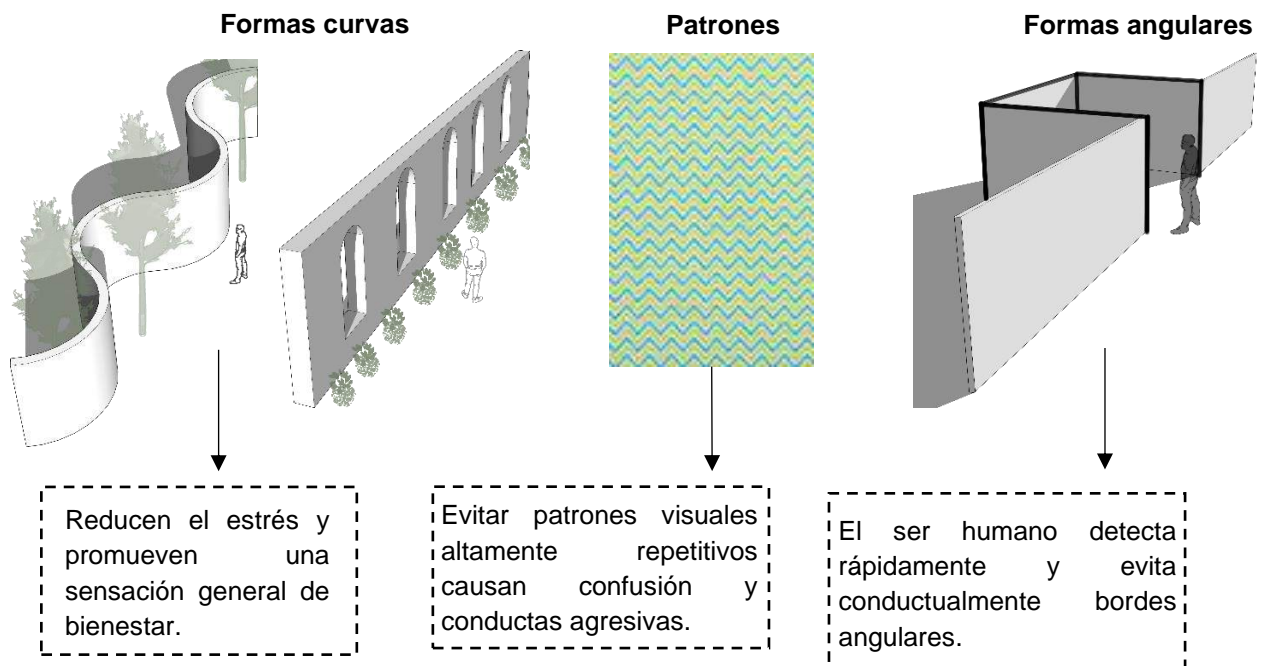 Formas curvas
Patrones
Formas angulares
Reducen el estrés y
promueven una
sensación general de
bienestar.
Evitar patrones visuales
altamente repetitivos
causan confusión y
conductas agresivas.
El ser humano detecta
rápidamente y evita
conductualmente bordes
angulares.